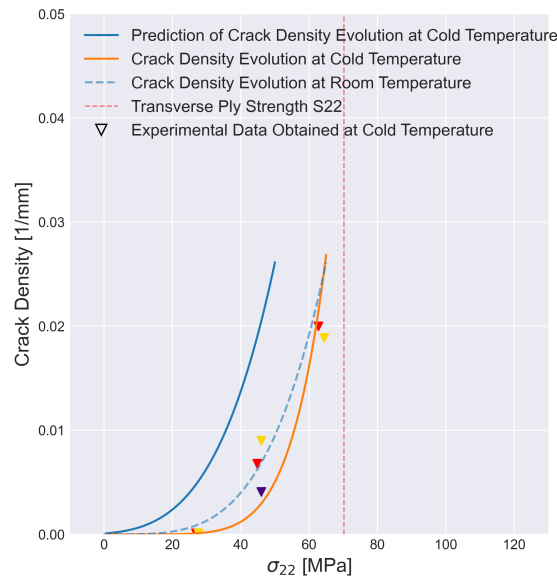 Prediction of Crack Density Evolution at Cold Temperature
Crack Density Evolution at Cold Temperature
Crack Density Evolution at Room Temperature
Transverse Ply Strength S22
Experimental Data Obtained at Cold Temperature
0.05
0.04
0.03
0.02
0.01
0.00
Crack Density [1/mm]
0 20 40 60 80 100 120
σ22 [MPa]